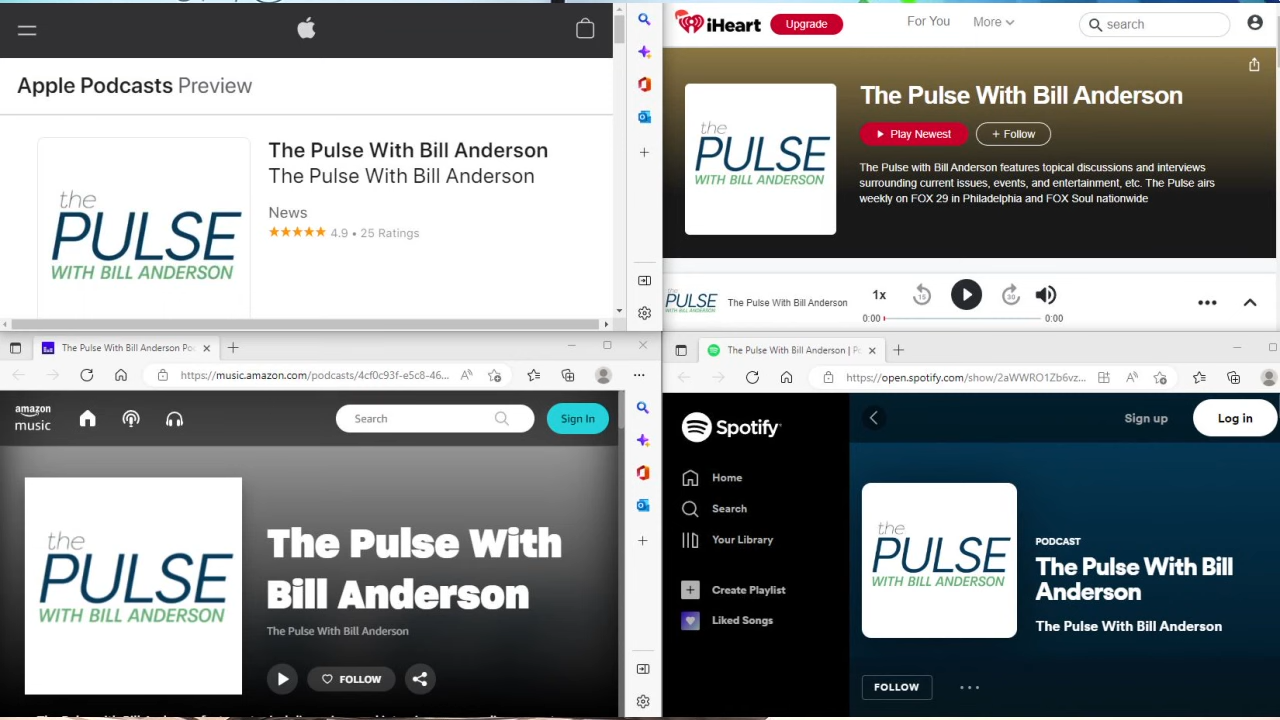 Apple Podcasts Preview
the
PULSE
WITH BILL ANDERSON
The Pulse With Bill Anderson
The Pulse With Bill Anderson
News
4.9 • 25 Ratings
iHeart
Upgrade
For You
More
search
the
PULSE
WITH BILL ANDERSON
The Pulse With Bill Anderson
Play Newest
+ Follow
The Pulse with Bill Anderson features topical discussions and interviews
surrounding current issues, events, and entertainment, etc. The Pulse airs
weekly on FOX 29 in Philadelphia and FOX Soul nationwide
the
PULSE
WITH BILL ANDERSON
The Pulse With Bill Anderson
1x
15
30
0:00
0:00
The Pulse With Bill Anderson Po
https://music.amazon.com/podcasts/4cf0c93f-e5c8-46...
amazon
music
Search
Sign In
the
PULSE
WITH BILL ANDERSON
The Pulse With
Bill Anderson
The Pulse With Bill Anderson
FOLLOW
The Pulse With Bill Anderson | Po
https://open.spotify.com/show/2aWWRO1Zb6vz...
Spotify
Home
Search
Your Library
Create Playlist
Liked Songs
Sign up
Log in
the
PULSE
WITH BILL ANDERSON
PODCAST
The Pulse With Bill
Anderson
The Pulse With Bill Anderson
FOLLOW